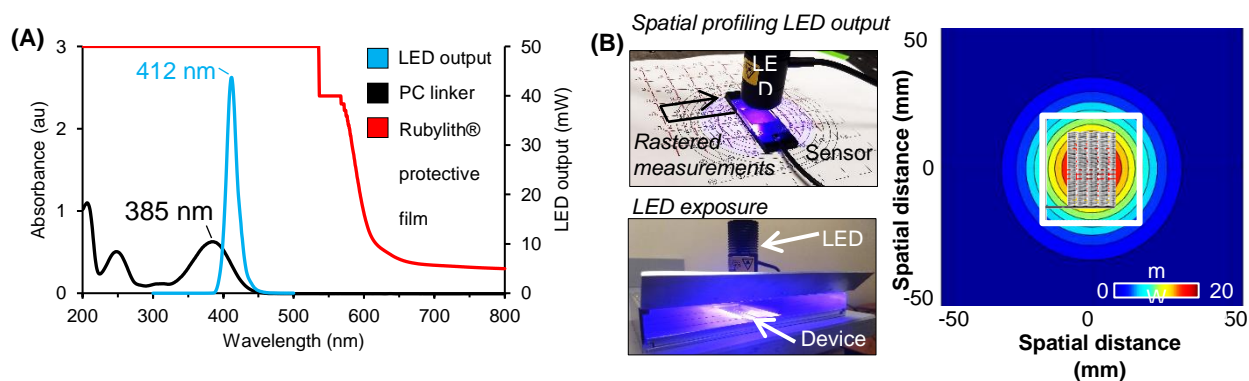 (A)
3
2
1
0
Absorbance (au)
412 nm
385 nm
200 300 400 500 600 700 800
Wavelength (nm)
50
40
30
20
10
0
LED output (mW)
LED output
PC linker
Rubylith®
protective
film
(B)
Spatial profiling LED output
LE
D
Rastered
measurements
Sensor
LED exposure
LED
Device
50
0
-50
Spatial distance (mm)
m
W
0 20
-50 0 50
Spatial distance
(mm)